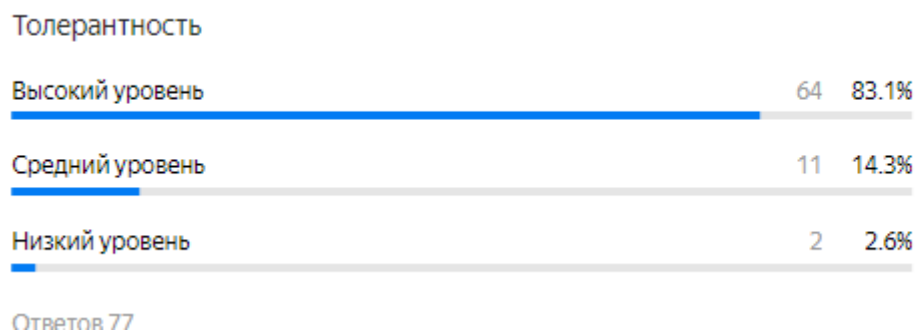 Толерантность
Высокий уровень 64 83.1%
Средний уровень 11 14.3%
Низкий уровень 2 2.6%
Ответов 77